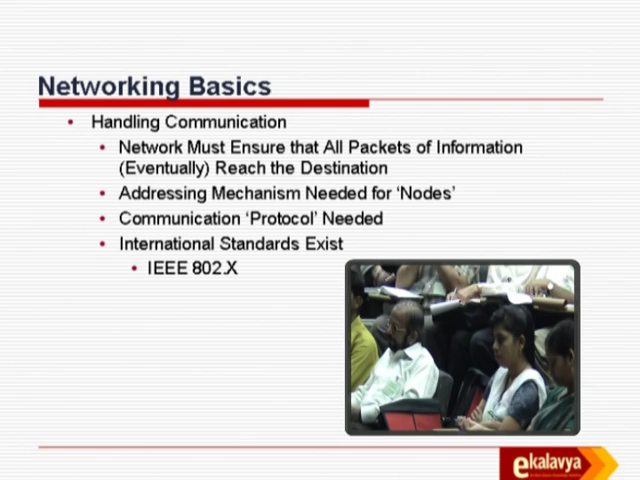 Networking Basics
• Handling Communication
• Network Must Ensure that All Packets of Information
(Eventually) Reach the Destination
• Addressing Mechanism Needed for ‘Nodes’
• Communication ‘Protocol’ Needed
• International Standards Exist
• IEEE 802.X
ekalavya